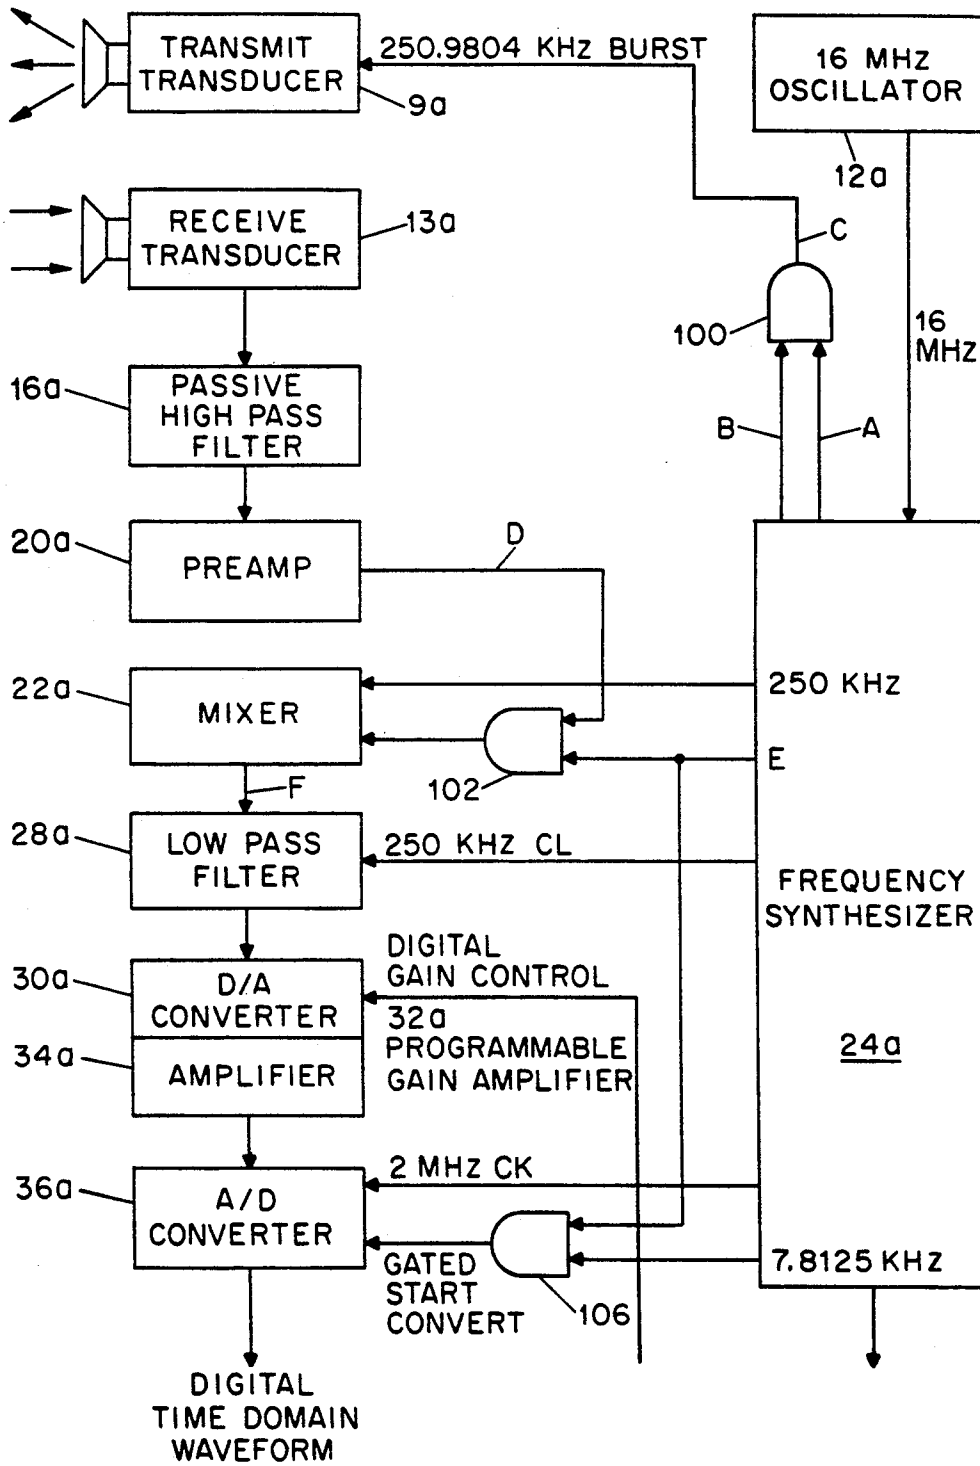 TRANSMIT
TRANSDUCER
9a
250.9804 KHz BURST
16 MHz
OSCILLATOR
12a
RECEIVE
TRANSDUCER
13a
C
100
16
MHz
B
A
16a
PASSIVE
HIGH PASS
FILTER
20a
PREAMP
D
22a
MIXER
250 KHz
E
102
F
28a
LOW PASS
FILTER
250 KHz CL
FREQUENCY
SYNTHESIZER
24a
30a
D/A
CONVERTER
DIGITAL
GAIN CONTROL
32a
PROGRAMMABLE
GAIN AMPLIFIER
34a
AMPLIFIER
36a
A/D
CONVERTER
2 MHz CK
7.8125 KHz
GATED
START
CONVERT
106
DIGITAL
TIME DOMAIN
WAVEFORM